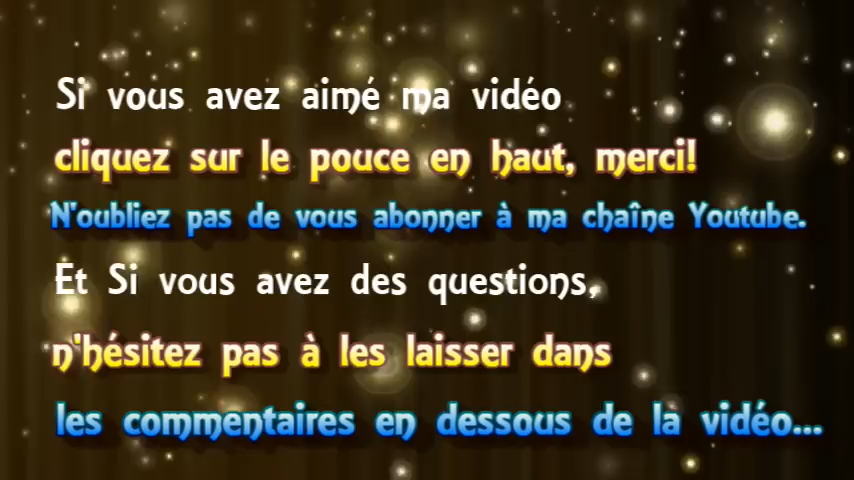 Si vous avez aimé ma vidéo
cliquez sur le pouce en haut, merci!
N'oubliez pas de vous abonner à ma chaîne Youtube.
Et Si vous avez des questions,
n'hésitez pas à les laisser dans
les commentaires en dessous de la vidéo...